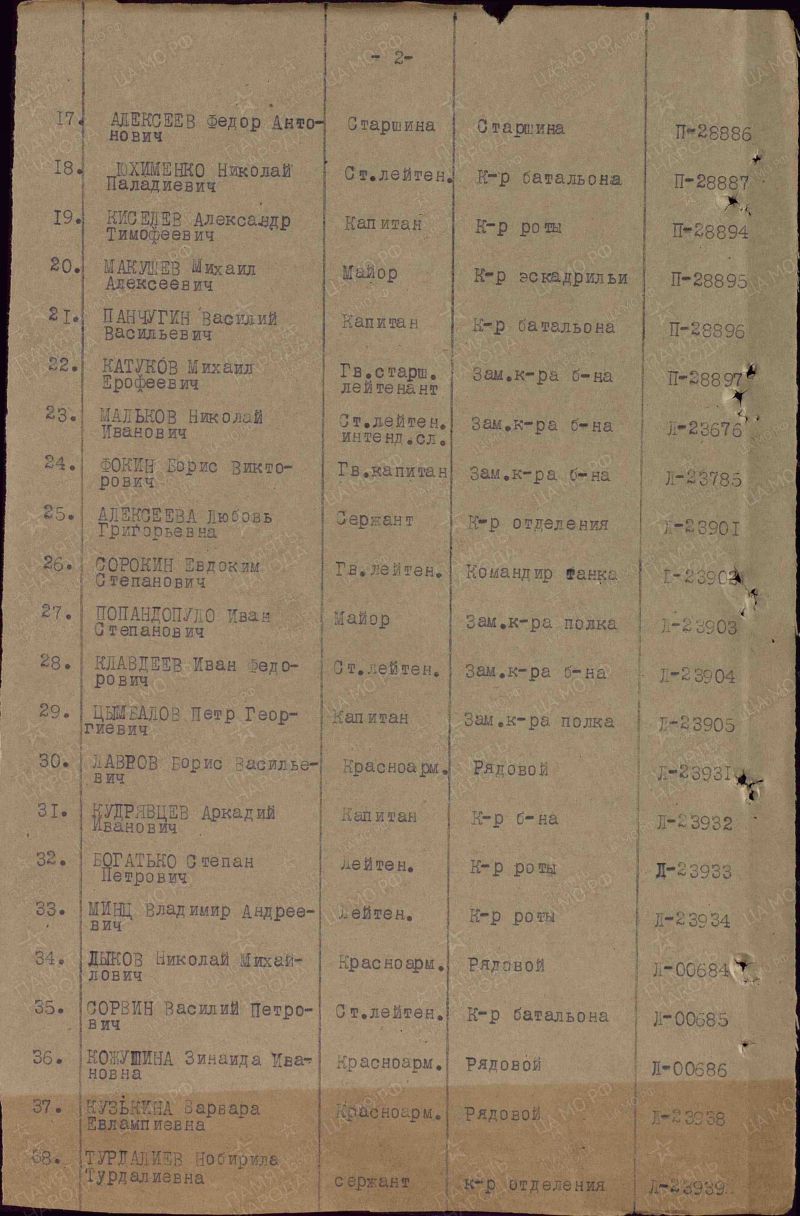 - 2-
17. АЛЕКСЕЕВ Федор Анто- Старшина Старшина П-28886
нович
18. ЮХИМЕНКО Николай Ст.лейтен. К-р батальона П-28887
Паладиевич
19. КИСЕЛЕВ Александр Капитан К-р роты П-28894
Тимофеевич
20. МАКУШЕВ Михаил Майор К-р эскадрильи П-28895
Алексеевич
21. ПАНЧУГИН Василий Капитан К-р батальона П-28896
Васильевич
22. КАТУКОВ Михаил Гв.старш. Зам.к-ра б-на П-28897
Ерофеевич лейтенант
23. МАЛЬКОВ Николай Ст.лейтен. Зам.к-ра б-на Л-23676
Иванович интенд.сл.
24. ФОКИН Борис Викто- Гв.капитан Зам.к-ра б-на Л-23785
рович
25. АЛЕКСЕЕВА Любовь Сержант К-р отделения Л-23901
Григорьевна
26. СОРОКИН Евдоким Гв.лейтен. Командир танка Л-23902
Степанович
27. ПОПАНДОПУЛО Иван Майор Зам.к-ра полка Л-23903
Степанович
28. КЛАВДЕЕВ Иван Федо- Ст.лейтен. Зам.к-ра б-на Л-23904
рович
29. ЦЫМБАЛОВ Петр Геор- Капитан Зам.к-ра полка Л-23905
гиевич
30. ЛАВРОВ Борис Василье- Красноарм. Рядовой Л-23931
вич
31. КУДРЯВЦЕВ Аркадий Капитан К-р б-на Л-23932
Иванович
32. БОГАТЬКО Степан Лейтен. К-р роты Л-23933
Петрович
33. МИНЦ Владимир Андрее- Лейтен. К-р роты Л-23934
вич
34. ЛЫКОВ Николай Михай- Красноарм. Рядовой Л-00684
лович
35. СОРВИН Василий Петро- Ст.лейтен. К-р батальона Л-00685
вич
36. КОЖУШИНА Зинаида Ива- Красноарм. Рядовой Л-00686
новна
37. КУЗЬКИНА Варвара Красноарм. Рядовой Л-23938
Евлампиевна
38. ТУРДАЛИЕВ Нобирила
Турдалиевна сержант к-р отделения Л-23939